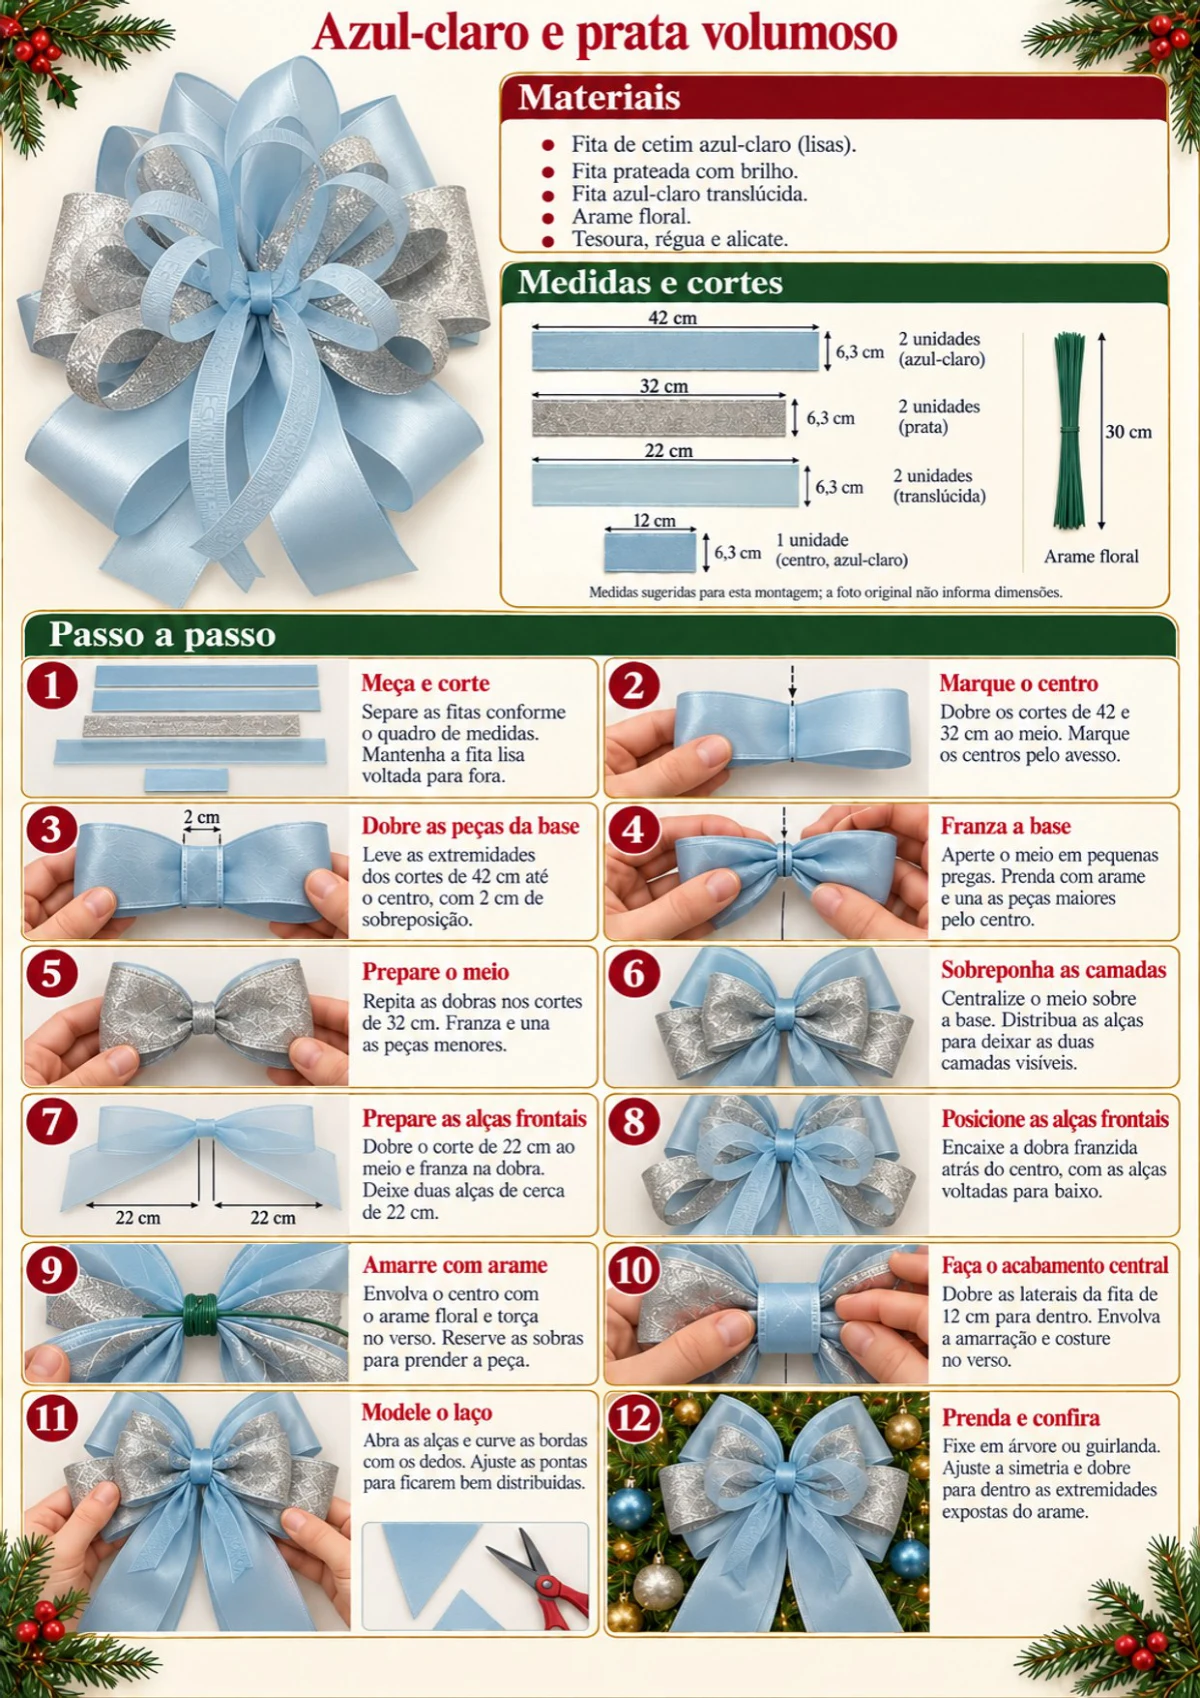 Azul-claro e prata volumoso
Materiais
Fita de cetim azul-claro (lisas).
Fita prateada com brilho.
Fita azul-claro translúcida.
Arame floral.
Tesoura, régua e alicate.
Medidas e cortes
42 cm
6,3 cm
2 unidades
(azul-claro)
32 cm
6,3 cm
2 unidades
(prata)
22 cm
6,3 cm
2 unidades
(translúcida)
12 cm
6,3 cm
1 unidade
(centro, azul-claro)
30 cm
Arame floral
Medidas sugeridas para esta montagem; a foto original não informa dimensões.
Passo a passo
1
Meça e corte
Separe as fitas conforme
o quadro de medidas.
Mantenha a fita lisa
voltada para fora.
2
Marque o centro
Dobre os cortes de 42 e
32 cm ao meio. Marque
os centros pelo avesso.
3
2 cm
Dobre as peças da base
Leve as extremidades
dos cortes de 42 cm até
o centro, com 2 cm de
sobreposição.
4
Franza a base
Aperte o meio em pequenas
pregas. Prenda com arame
e una as peças maiores
pelo centro.
5
Prepare o meio
Repita as dobras nos cortes
de 32 cm. Franza e una
as peças menores.
6
Sobreponha as camadas
Centralize o meio sobre
a base. Distribua as alças
para deixar as duas
camadas visíveis.
7
22 cm
22 cm
Prepare as alças frontais
Dobre o corte de 22 cm ao
meio e franza na dobra.
Deixe duas alças de cerca
de 22 cm.
8
Posicione as alças frontais
Encaixe a dobra franzida
atrás do centro, com as alças
voltadas para baixo.
9
Amarre com arame
Envolva o centro com
o arame floral e torça
no verso. Reserve as sobras
para prender a peça.
10
Faça o acabamento central
Dobre as laterais da fita de
12 cm para dentro. Envolva
a amarração e costure
no verso.
11
Modele o laço
Abra as alças e curve as bordas
com os dedos. Ajuste as pontas
para ficarem bem distribuidas.
12
Prenda e confira
Fixe em árvore ou guirlanda.
Ajuste a simetria e dobre
para dentro as extremidades
expostas do arame.